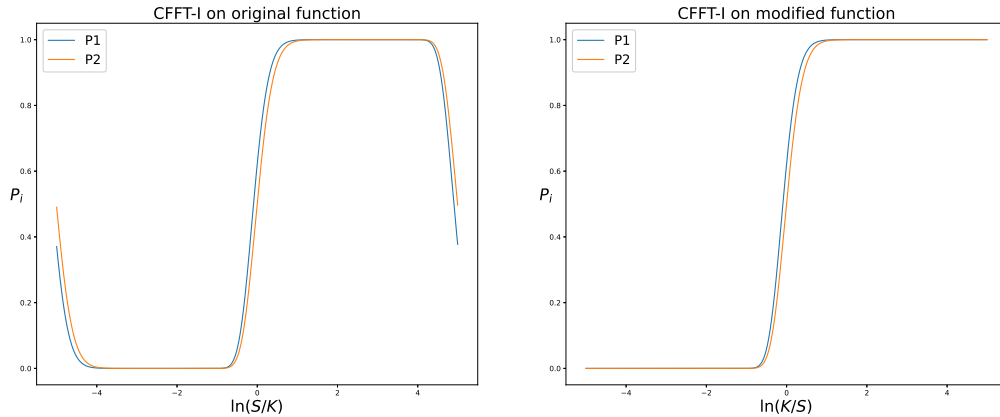 CFFT-I on original function
P1
P2
1.0
0.8
0.6
0.4
0.2
0.0
P_i
−4
−2
0
2
4
ln(S/K)
CFFT-I on modified function
P1
P2
1.0
0.8
0.6
0.4
0.2
0.0
P_i
−4
−2
0
2
4
ln(K/S)